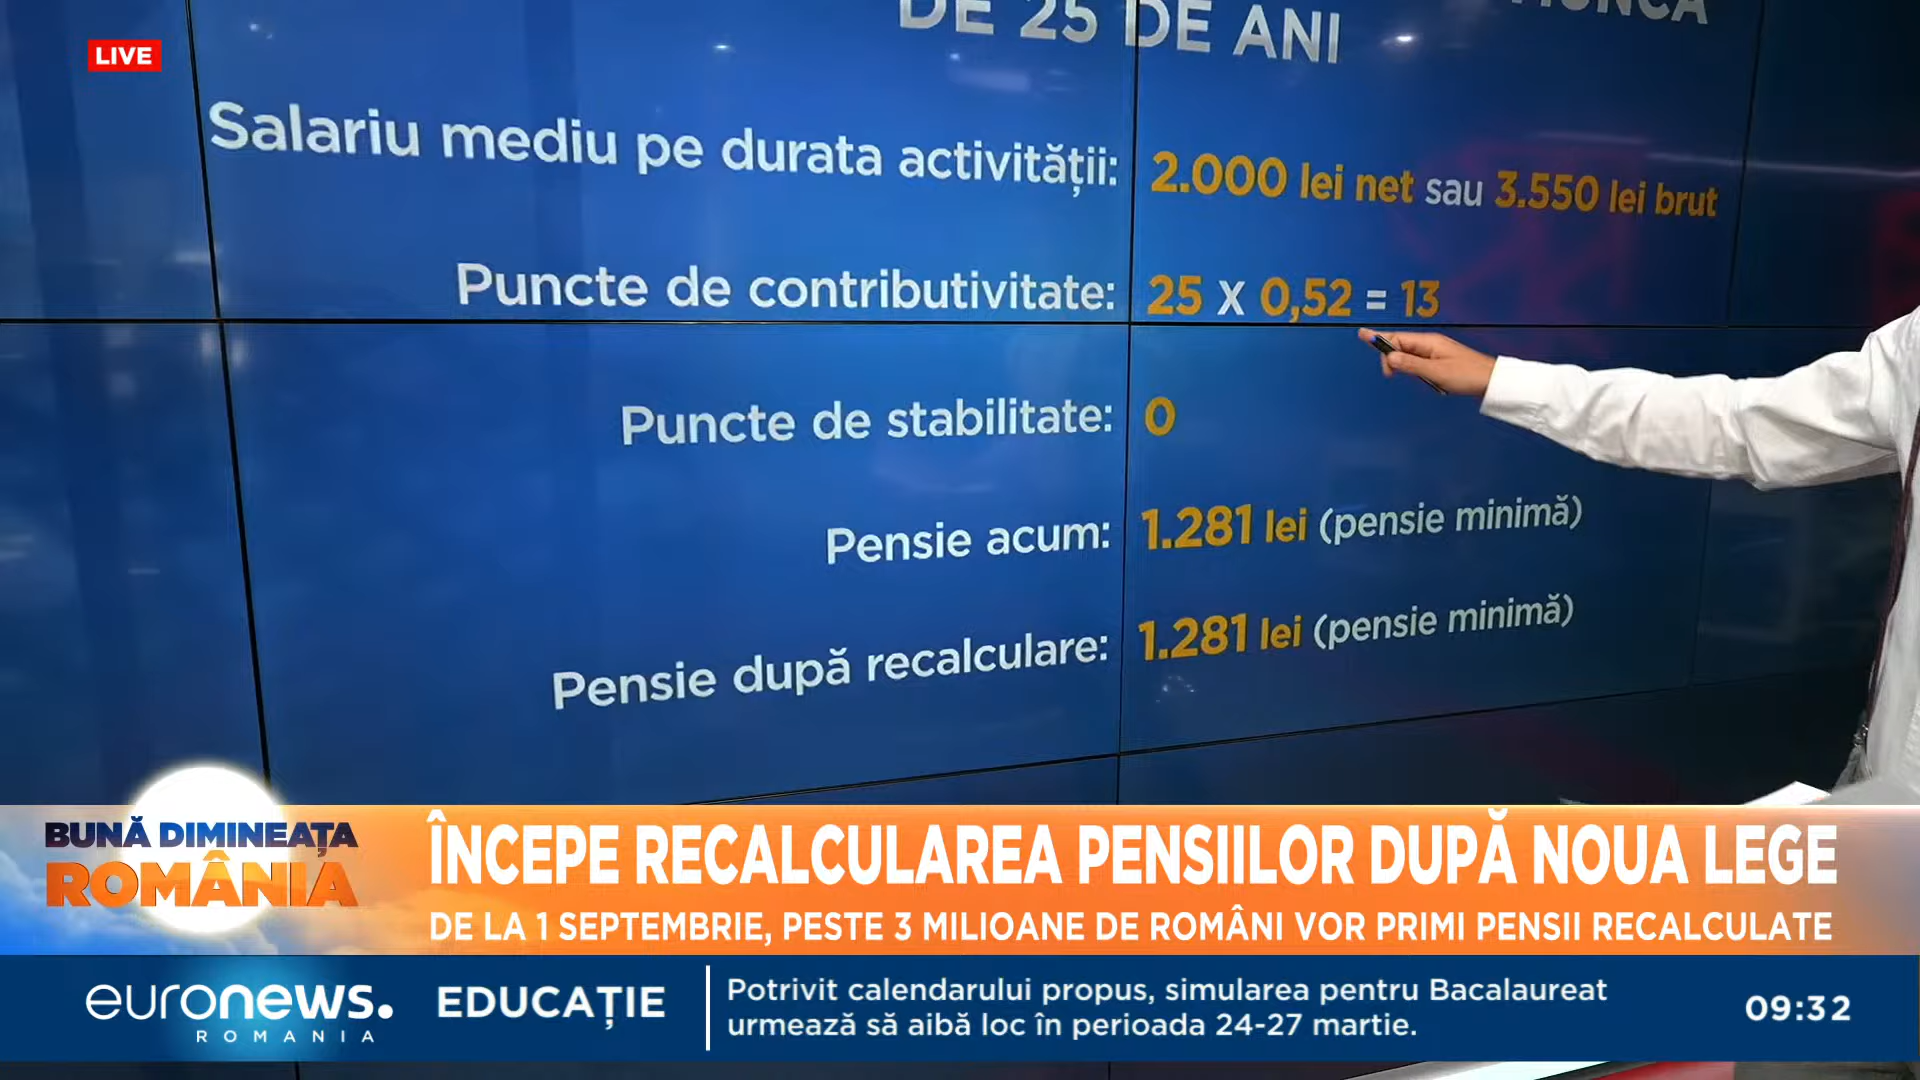 LIVE
DE 25 DE ANI
Salariu mediu pe durata activității: 2.000 lei net sau 3.550 lei brut
Puncte de contributivitate: 25 X 0,52 = 13
Puncte de stabilitate: 0
Pensie acum: 1.281 lei (pensie minimă)
Pensie după recalculare: 1.281 lei (pensie minimă)
BUNĂ DIMINEAȚA
ROMÂNIA
ÎNCEPE RECALCULAREA PENSIILOR DUPĂ NOUA LEGE
DE LA 1 SEPTEMBRIE, PESTE 3 MILIOANE DE ROMÂNI VOR PRIMI PENSII RECALCULATE
euronews.
ROMANIA
EDUCAȚIE
Potrivit calendarului propus, simularea pentru Bacalaureat
urmează să aibă loc în perioada 24-27 martie.
09:32